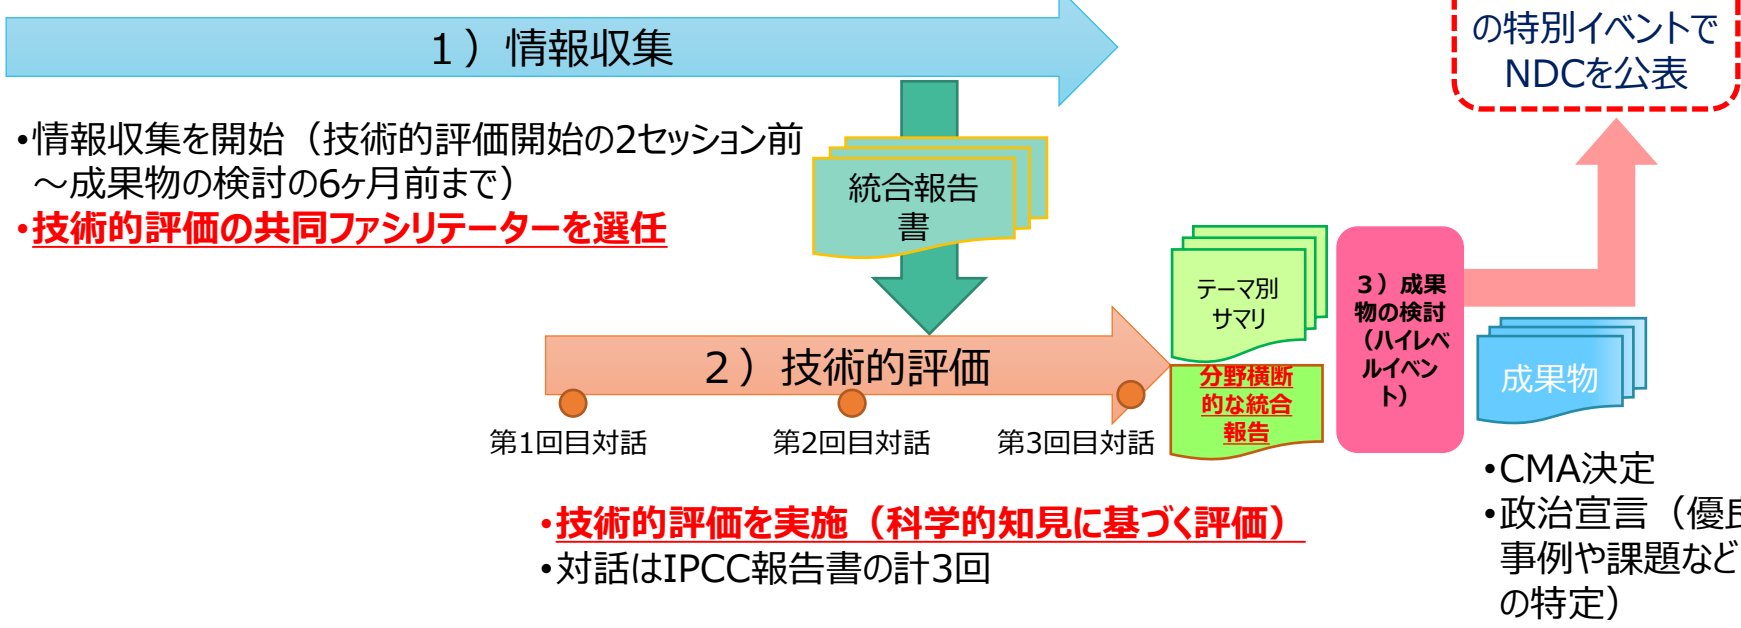 １）情報収集
の特別イベントで
NDCを公表
•情報収集を開始（技術的評価開始の2セッション前
～成果物の検討の6ヶ月前まで）
•技術的評価の共同ファシリテーターを選任
統合報告
書
２）技術的評価
第1回目対話
第2回目対話
第3回目対話
テーマ別
サマリ
分野横断
的な統合
報告
３）成果
物の検討
（ハイレベ
ルイベン
ト）
成果物
•技術的評価を実施（科学的知見に基づく評価）
•対話はIPCC報告書の計3回
•CMA決定
•政治宣言（優良
事例や課題など
の特定）